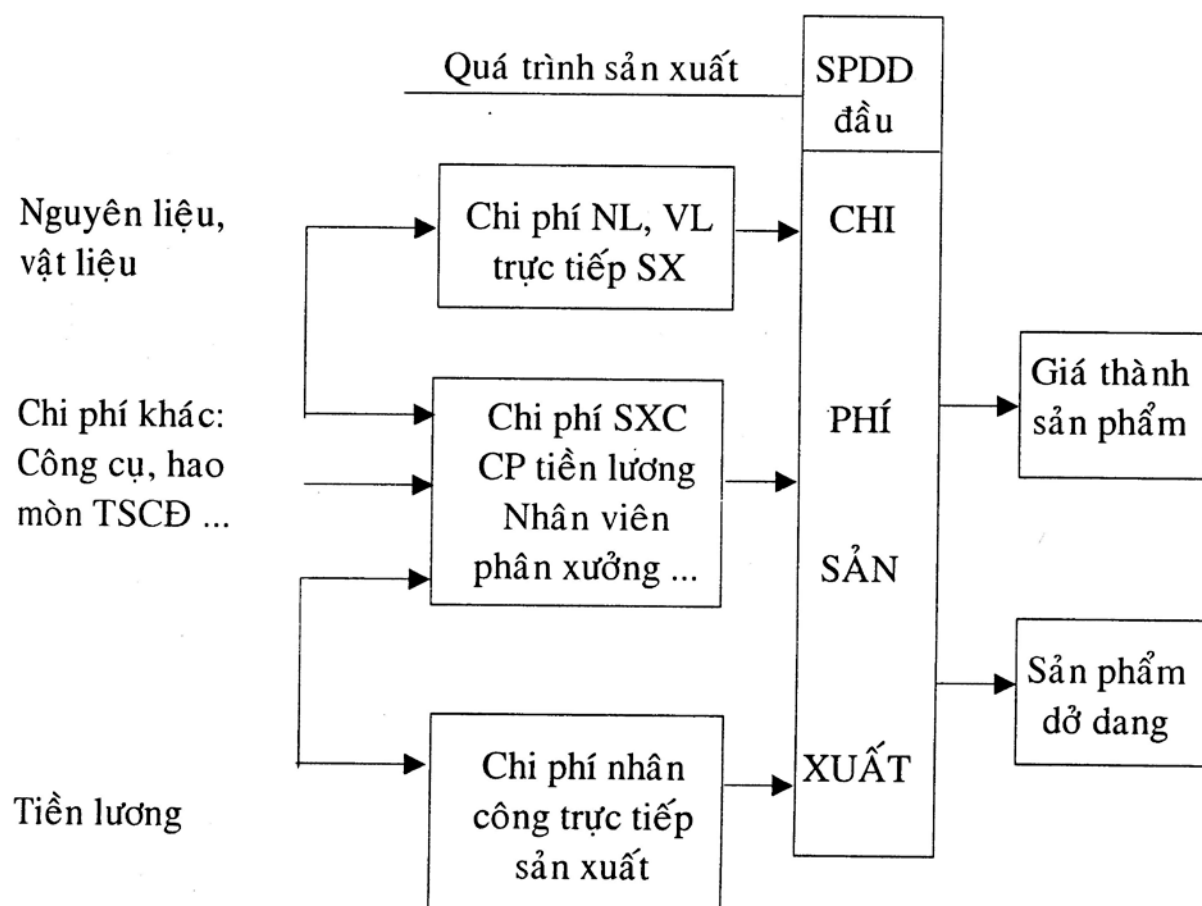 Quá trình sản xuất
SPDD
đầu
Nguyên liệu,
vật liệu
Chi phí NL, VL
trực tiếp SX
CHI
Chi phí khác:
Công cụ, hao
mòn TSCĐ ...
Chi phí SXC
CP tiền lương
Nhân viên
phân xưởng ...
PHÍ
SẢN
Giá thành
sản phẩm
Sản phẩm
dở dang
Tiền lương
Chi phí nhân
công trực tiếp
sản xuất
XUẤT